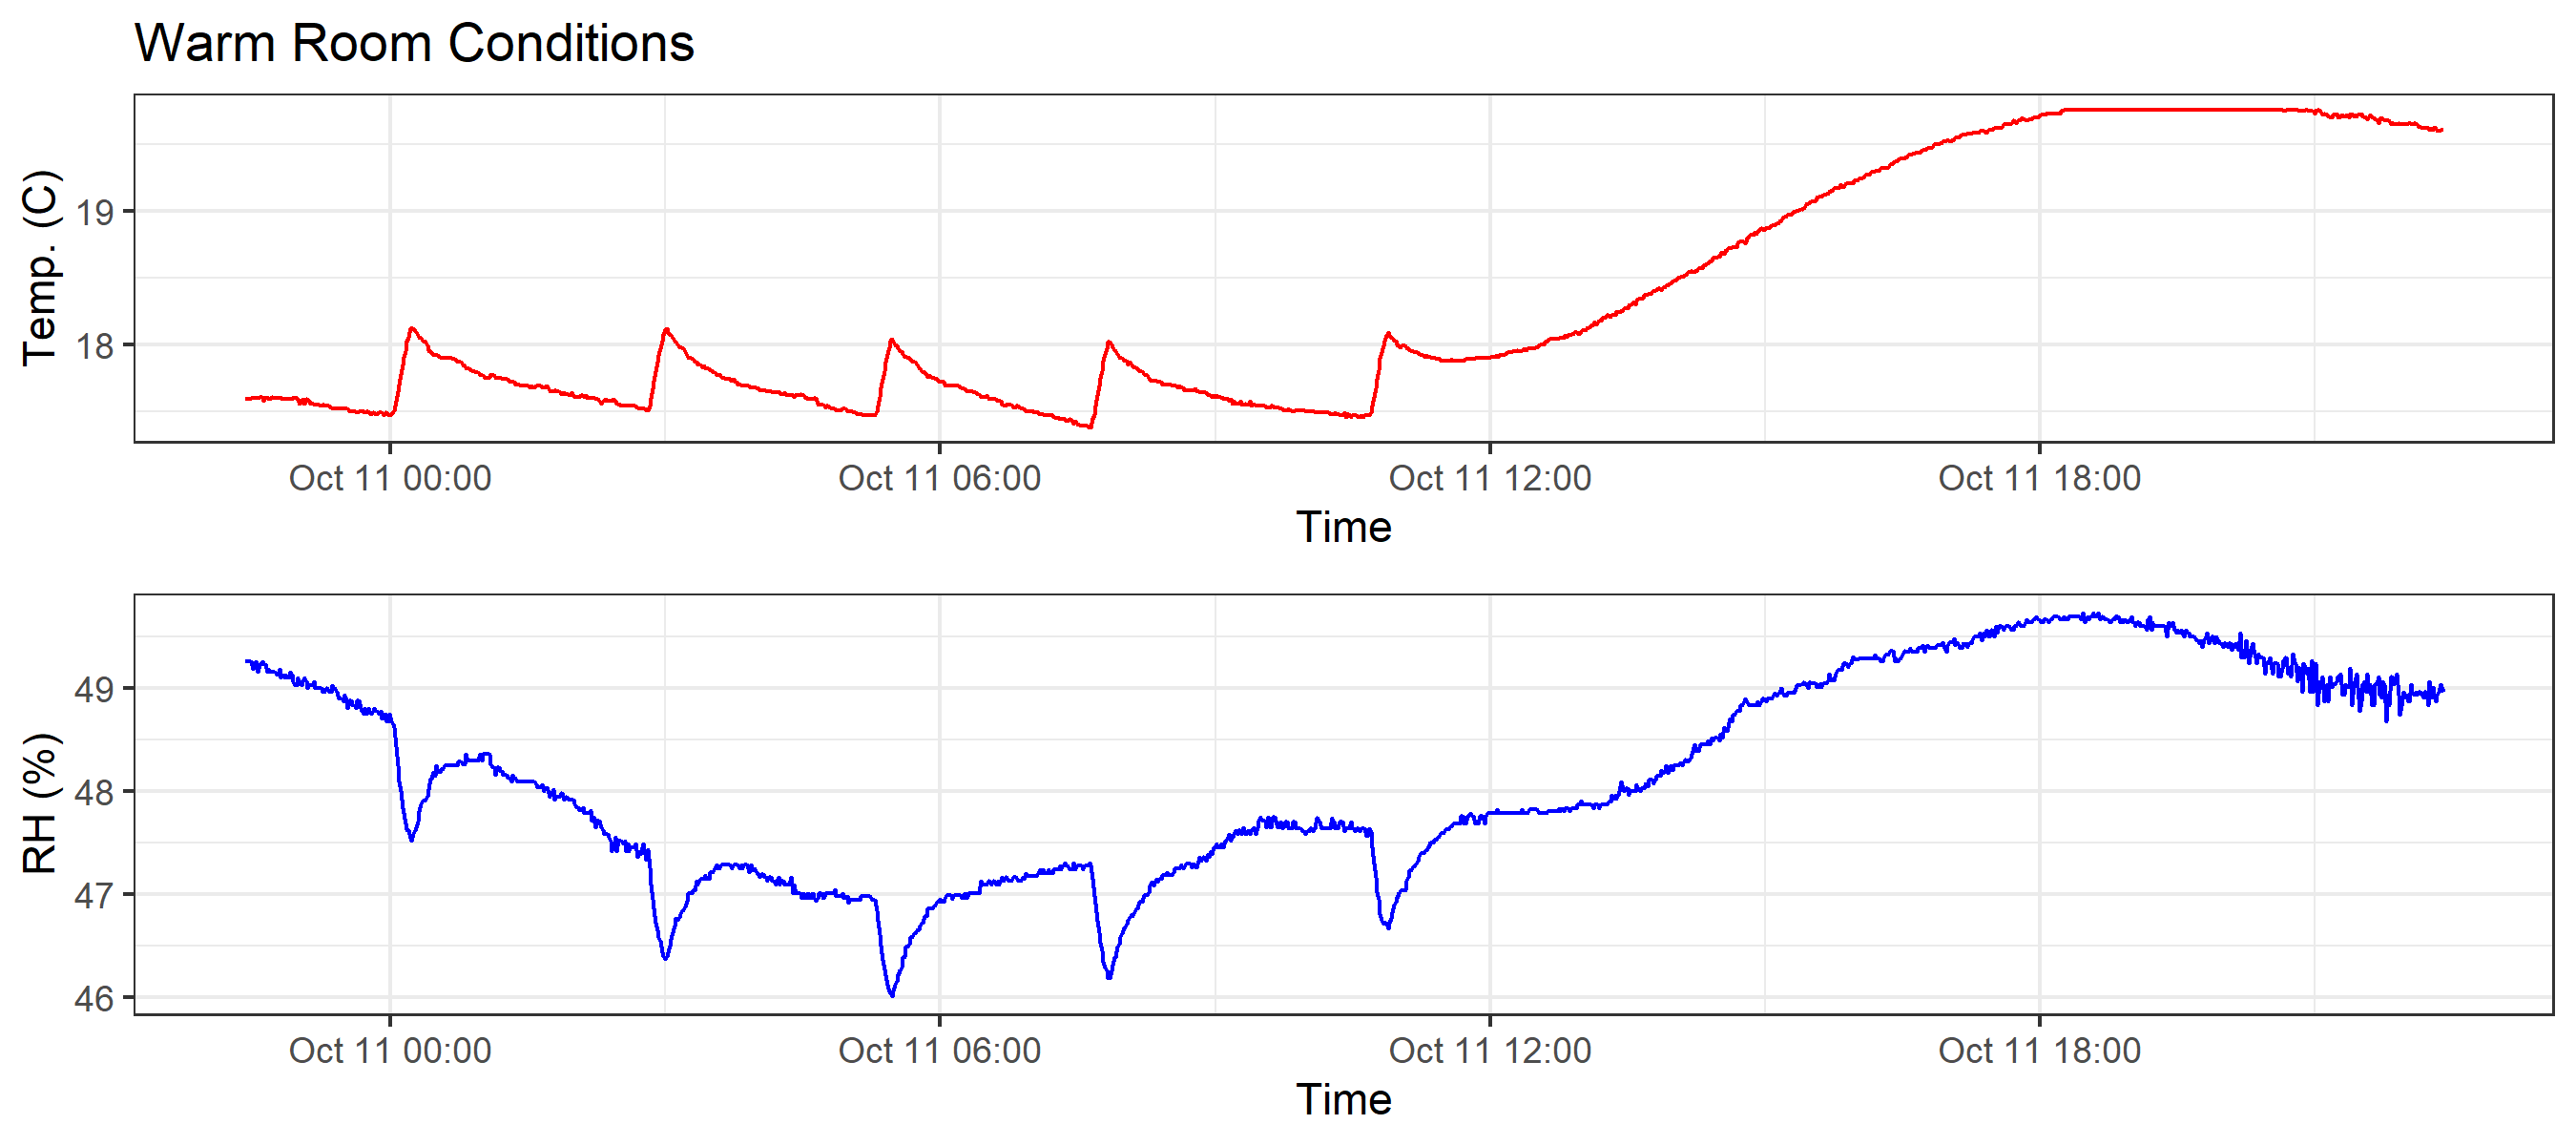 Warm Room Conditions
Temp. (C)
19
18
Oct 11 00:00 Oct 11 06:00 Oct 11 12:00 Oct 11 18:00
Time
RH (%)
49
48
47
46
Oct 11 00:00 Oct 11 06:00 Oct 11 12:00 Oct 11 18:00
Time